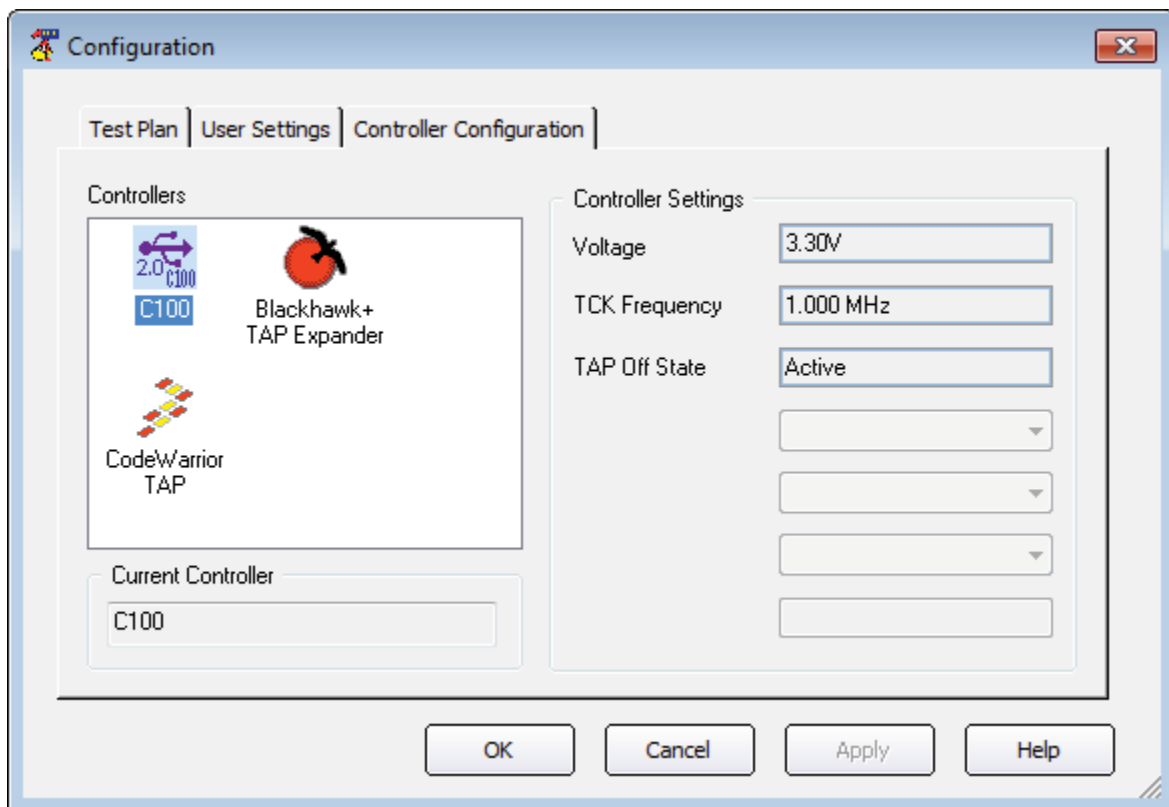 Configuration
Test Plan
User Settings
Controller Configuration
Controllers
2.0 C100
C100
Blackhawk+
TAP Expander
CodeWarrior
TAP
Current Controller
C100
Controller Settings
Voltage
3.30V
TCK Frequency
1.000 MHz
TAP Off State
Active
OK
Cancel
Apply
Help